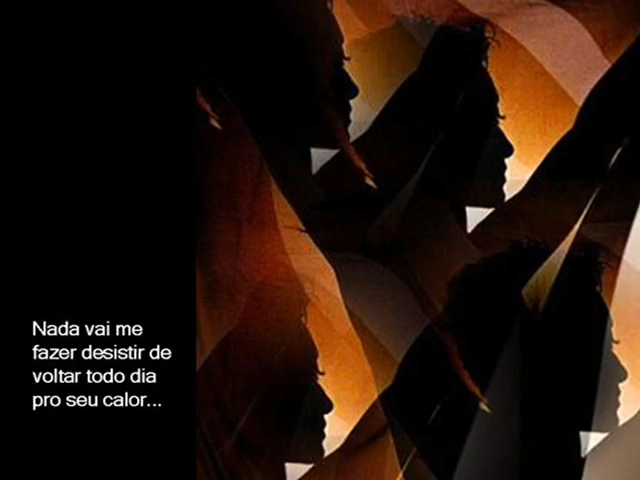 Nada vai me
fazer desistir de
voltar todo dia
pro seu calor...